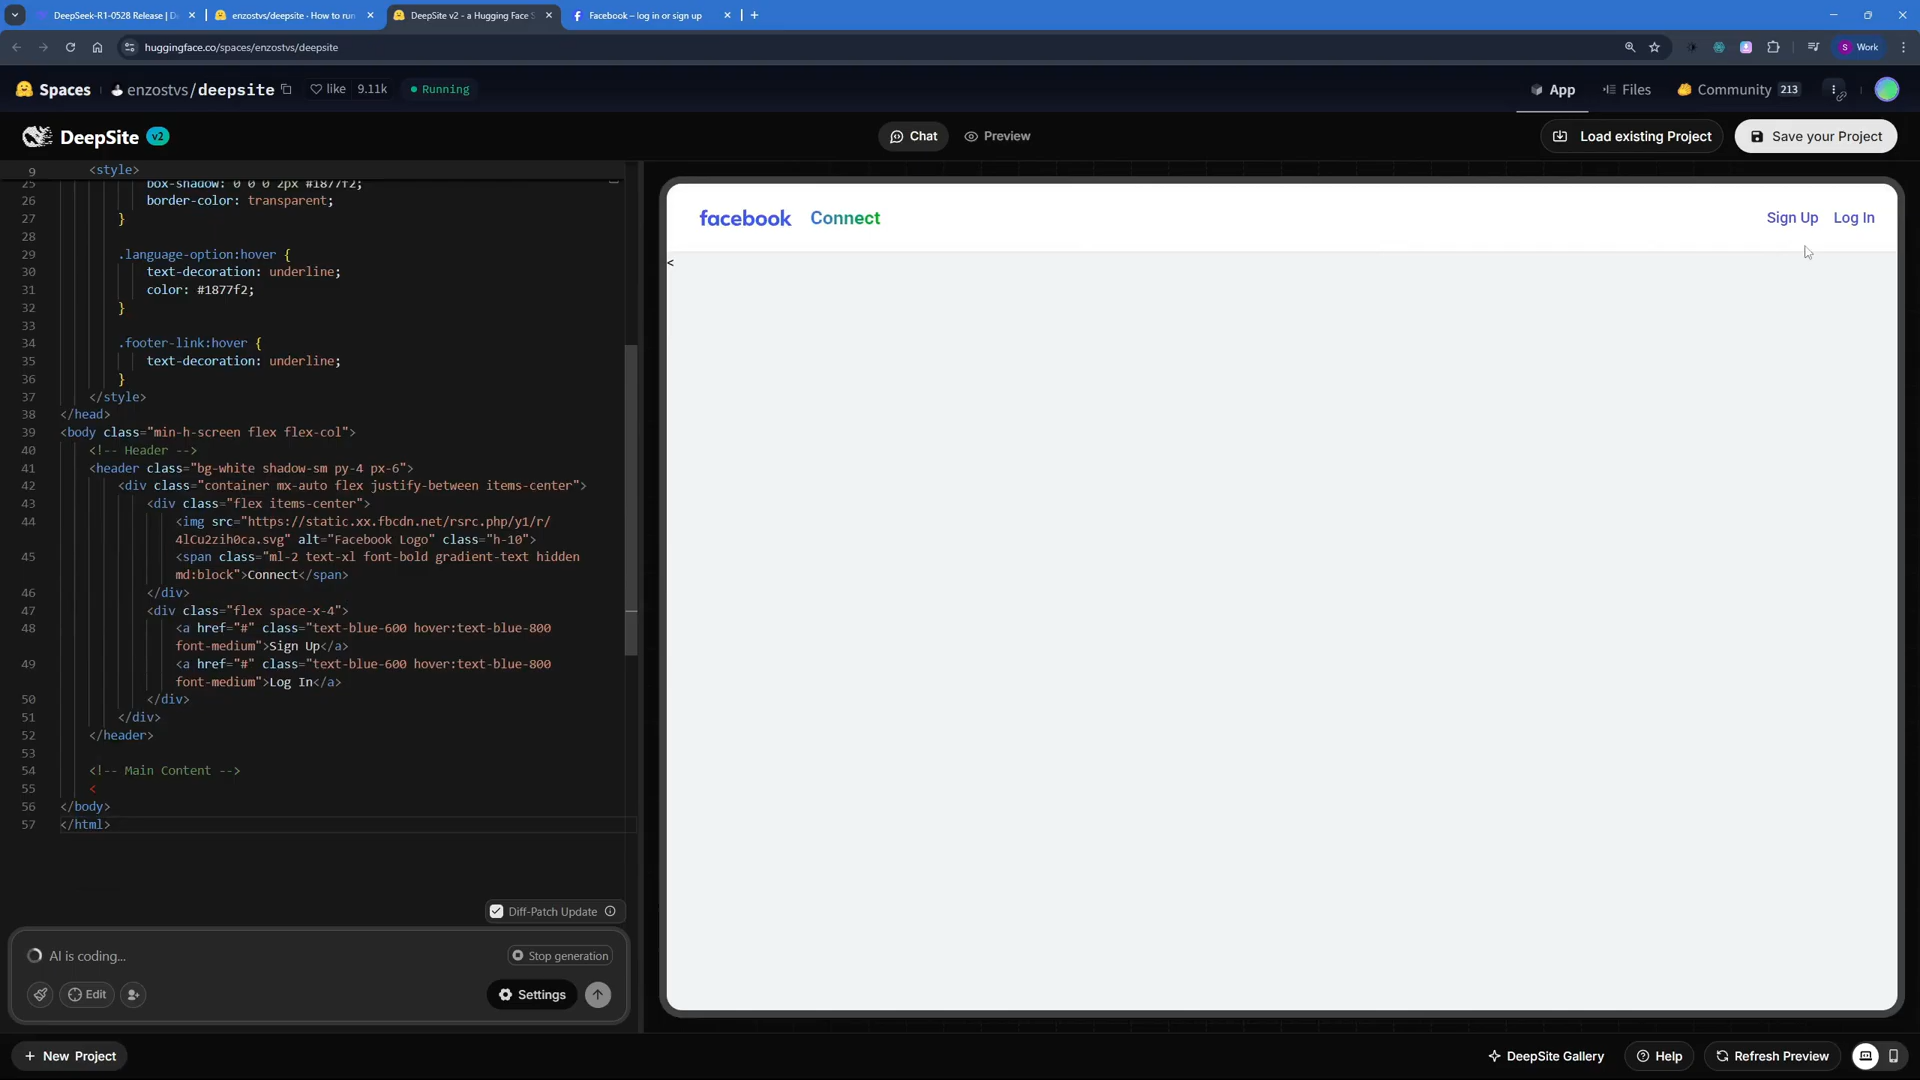 DeepSeek-R1-0528 Release | D
enzostvs/deepsite · How to run
DeepSite v2 - a Hugging Face S
Facebook – log in or sign up
huggingface.co/spaces/enzostvs/deepsite
S Work
Spaces
enzostvs/deepsite
like 9.11k
Running
App
Files
Community 213
DeepSite v2
Chat
Preview
Load existing Project
Save your Project
9 <style>
25 box-shadow: 0 0 0 2px #1877f2;
26 border-color: transparent;
27 }
28
29 .language-option:hover {
30 text-decoration: underline;
31 color: #1877f2;
32 }
33
34 .footer-link:hover {
35 text-decoration: underline;
36 }
37 </style>
38 </head>
39 <body class="min-h-screen flex flex-col">
40 <!-- Header -->
41 <header class="bg-white shadow-sm py-4 px-6">
42 <div class="container mx-auto flex justify-between items-center">
43 <div class="flex items-center">
44 <img src="https://static.xx.fbcdn.net/rsrc.php/y1/r/
4lCu2zih0ca.svg" alt="Facebook Logo" class="h-10">
45 <span class="ml-2 text-xl font-bold gradient-text hidden
md:block">Connect</span>
46 </div>
47 <div class="flex space-x-4">
48 <a href="#" class="text-blue-600 hover:text-blue-800
font-medium">Sign Up</a>
49 <a href="#" class="text-blue-600 hover:text-blue-800
font-medium">Log In</a>
50 </div>
51 </div>
52 </header>
53
54 <!-- Main Content -->
55 <
56 </body>
57 </html>
Diff-Patch Update
AI is coding...
Stop generation
Edit
Settings
facebook Connect
Sign Up Log In
<
New Project
DeepSite Gallery
Help
Refresh Preview